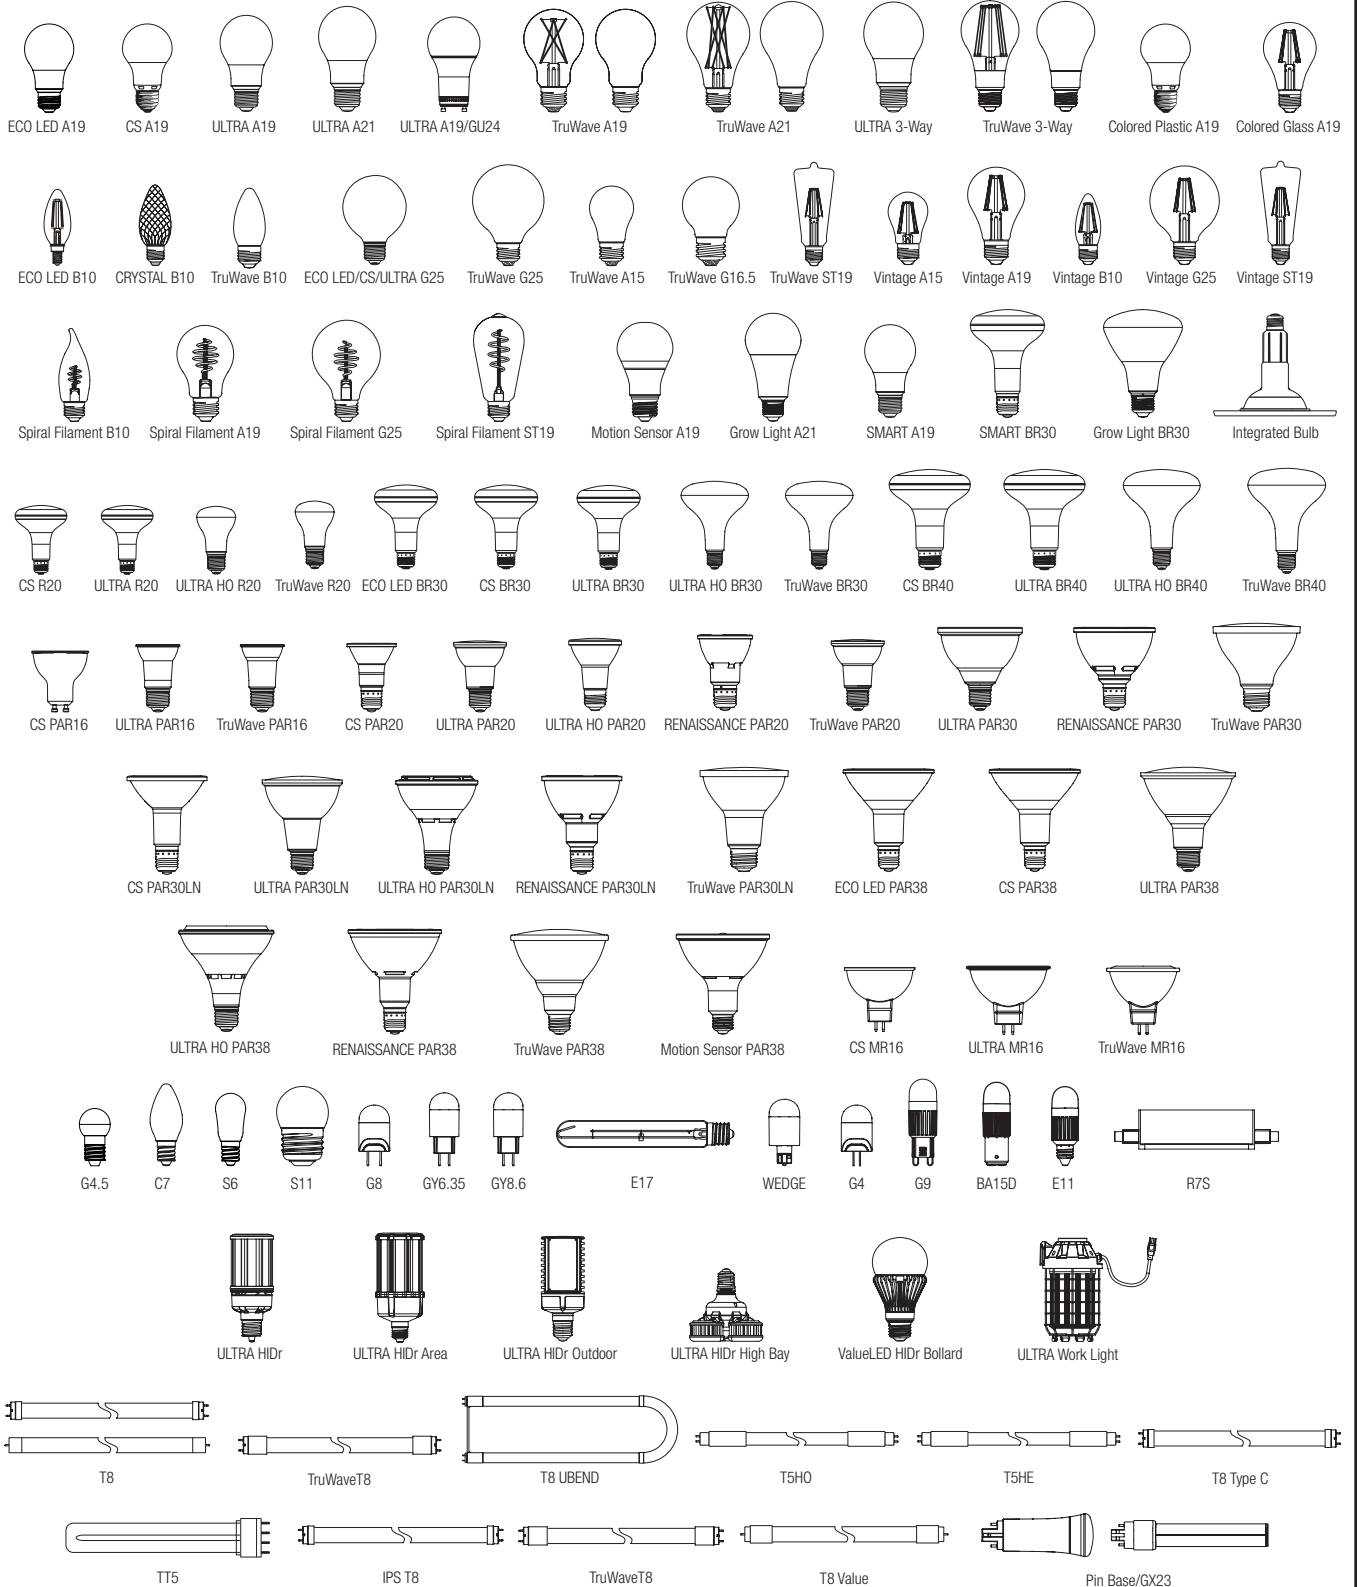 ECO LED A19 CS A19 ULTRA A19 ULTRA A21 ULTRA A19/GU24 TruWave A19 TruWave A21 ULTRA 3-Way TruWave 3-Way Colored Plastic A19 Colored Glass A19
ECO LED B10 CRYSTAL B10 TruWave B10 ECO LED/CS/ULTRA G25 TruWave G25 TruWave A15 TruWave G16.5 TruWave ST19 Vintage A15 Vintage A19 Vintage B10 Vintage G25 Vintage ST19
Spiral Filament B10 Spiral Filament A19 Spiral Filament G25 Spiral Filament ST19 Motion Sensor A19 Grow Light A21 SMART A19 SMART BR30 Grow Light BR30 Integrated Bulb
CS R20 ULTRA R20 ULTRA HO R20 TruWave R20 ECO LED BR30 CS BR30 ULTRA BR30 ULTRA HO BR30 TruWave BR30 CS BR40 ULTRA BR40 ULTRA HO BR40 TruWave BR40
CS PAR16 ULTRA PAR16 TruWave PAR16 CS PAR20 ULTRA PAR20 ULTRA HO PAR20 RENAISSANCE PAR20 TruWave PAR20 ULTRA PAR30 RENAISSANCE PAR30 TruWave PAR30
CS PAR30LN ULTRA PAR30LN ULTRA HO PAR30LN RENAISSANCE PAR30LN TruWave PAR30LN ECO LED PAR38 CS PAR38 ULTRA PAR38
ULTRA HO PAR38 RENAISSANCE PAR38 TruWave PAR38 Motion Sensor PAR38 CS MR16 ULTRA MR16 TruWave MR16
G4.5 C7 S6 S11 G8 GY6.35 GY8.6 E17 WEDGE G4 G9 BA15D E11 R7S
ULTRA HIDr ULTRA HIDr Area ULTRA HIDr Outdoor ULTRA HIDr High Bay ValueLED HIDr Bollard ULTRA Work Light
T8 TruWaveT8 T8 UBEND T5HO T5HE T8 Type C
TT5 IPS T8 TruWaveT8 T8 Value Pin Base/GX23